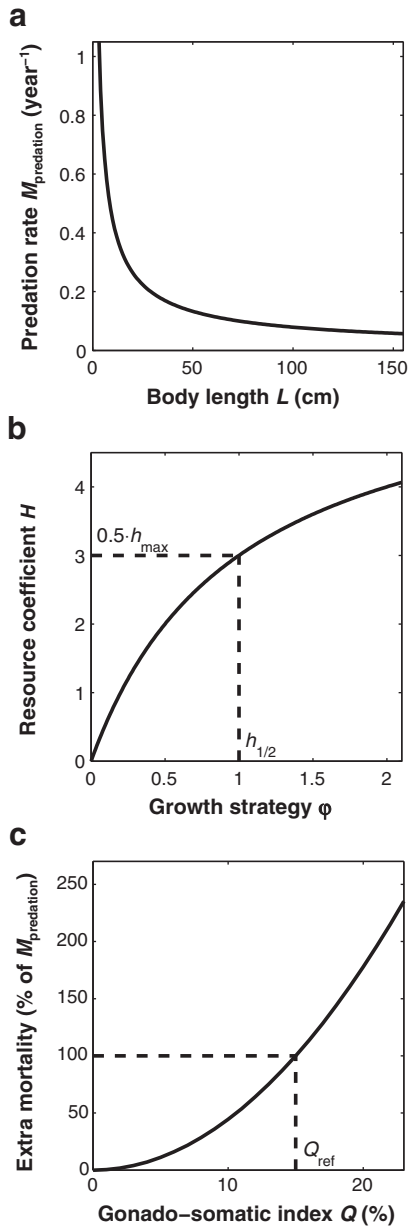 a
1
0.8
0.6
0.4
0.2
0
0 50 100 150
Predation rate M_predation (year⁻¹)
Body length L (cm)
b
4
3
2
1
0
0.5·h_max
h_1/2
0 0.5 1 1.5 2
Resource coefficient H
Growth strategy φ
c
250
200
150
100
50
0
Q_ref
0 10 20
Extra mortality (% of M_predation)
Gonado–somatic index Q (%)